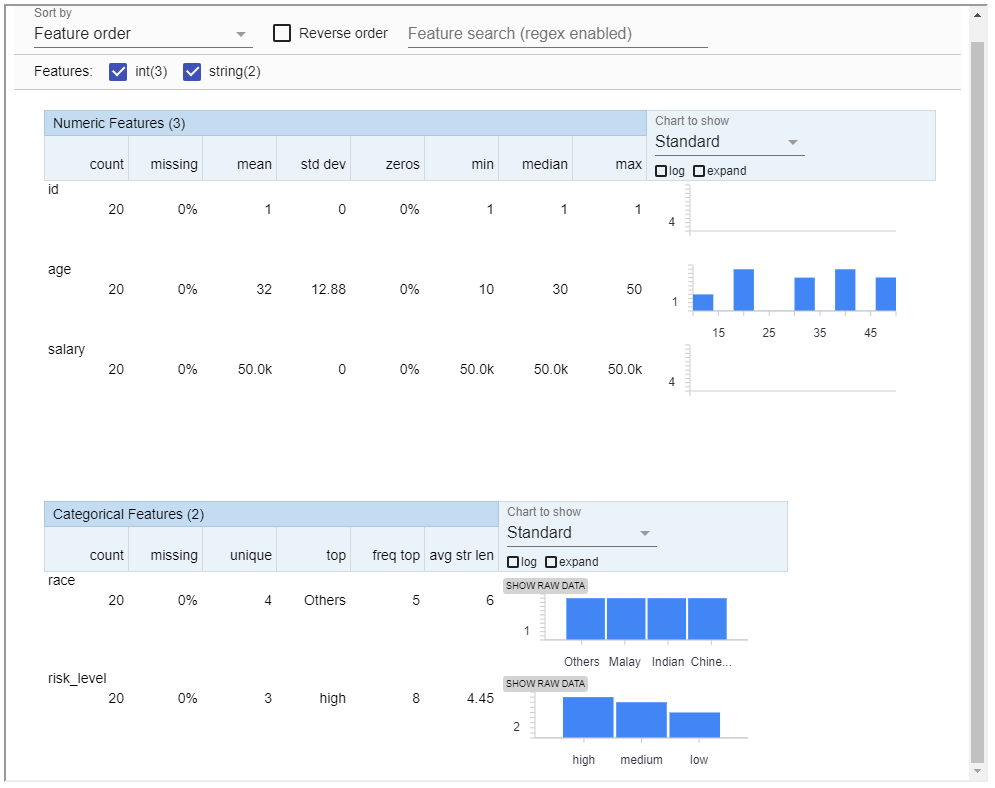 Sort by
Feature order
Reverse order
Feature search (regex enabled)
Features: int(3) string(2)
Numeric Features (3)
Chart to show
Standard
log expand
count missing mean std dev zeros min median max
id
20 0% 1 0 0% 1 1 1
4
age
20 0% 32 12.88 0% 10 30 50
1
15 25 35 45
salary
20 0% 50.0k 0 0% 50.0k 50.0k 50.0k
4
Categorical Features (2)
Chart to show
Standard
log expand
count missing unique top freq top avg str len
race
20 0% 4 Others 5 6
SHOW RAW DATA
1
Others Malay Indian Chine...
risk_level
20 0% 3 high 8 4.45
SHOW RAW DATA
2
high medium low